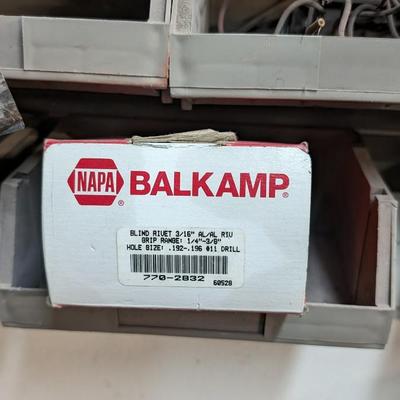 NAPA BALKAMP®
BLIND RIVET 3/16" AL/AL RIV
GRIP RANGE: 1/4"-3/8"
HOLE SIZE: .192-.196 #11 DRILL
770-2832
60528